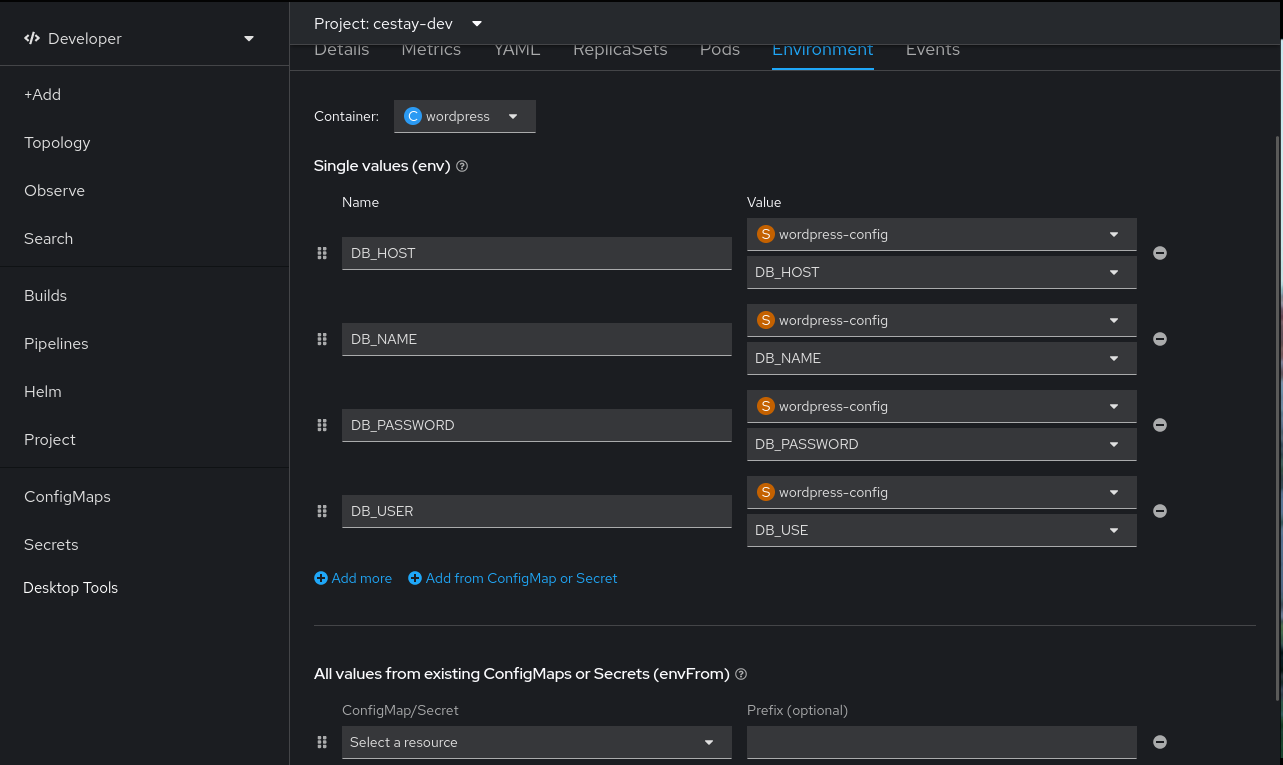 Developer
Project: cestay-dev
Details Metrics YAML ReplicaSets Pods Environment Events
+Add
Topology
Observe
Search
Builds
Pipelines
Helm
Project
ConfigMaps
Secrets
Desktop Tools
Container: C wordpress
Single values (env)
Name Value
DB_HOST S wordpress-config
DB_HOST
DB_NAME S wordpress-config
DB_NAME
DB_PASSWORD S wordpress-config
DB_PASSWORD
DB_USER S wordpress-config
DB_USE
Add more Add from ConfigMap or Secret
All values from existing ConfigMaps or Secrets (envFrom)
ConfigMap/Secret Prefix (optional)
Select a resource